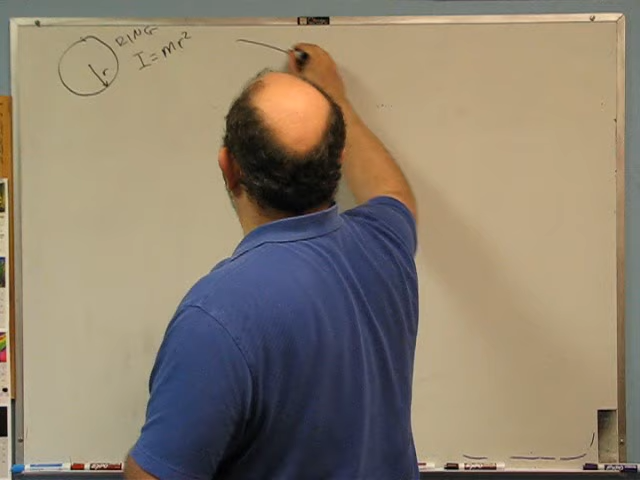 r
RING
I = mr²